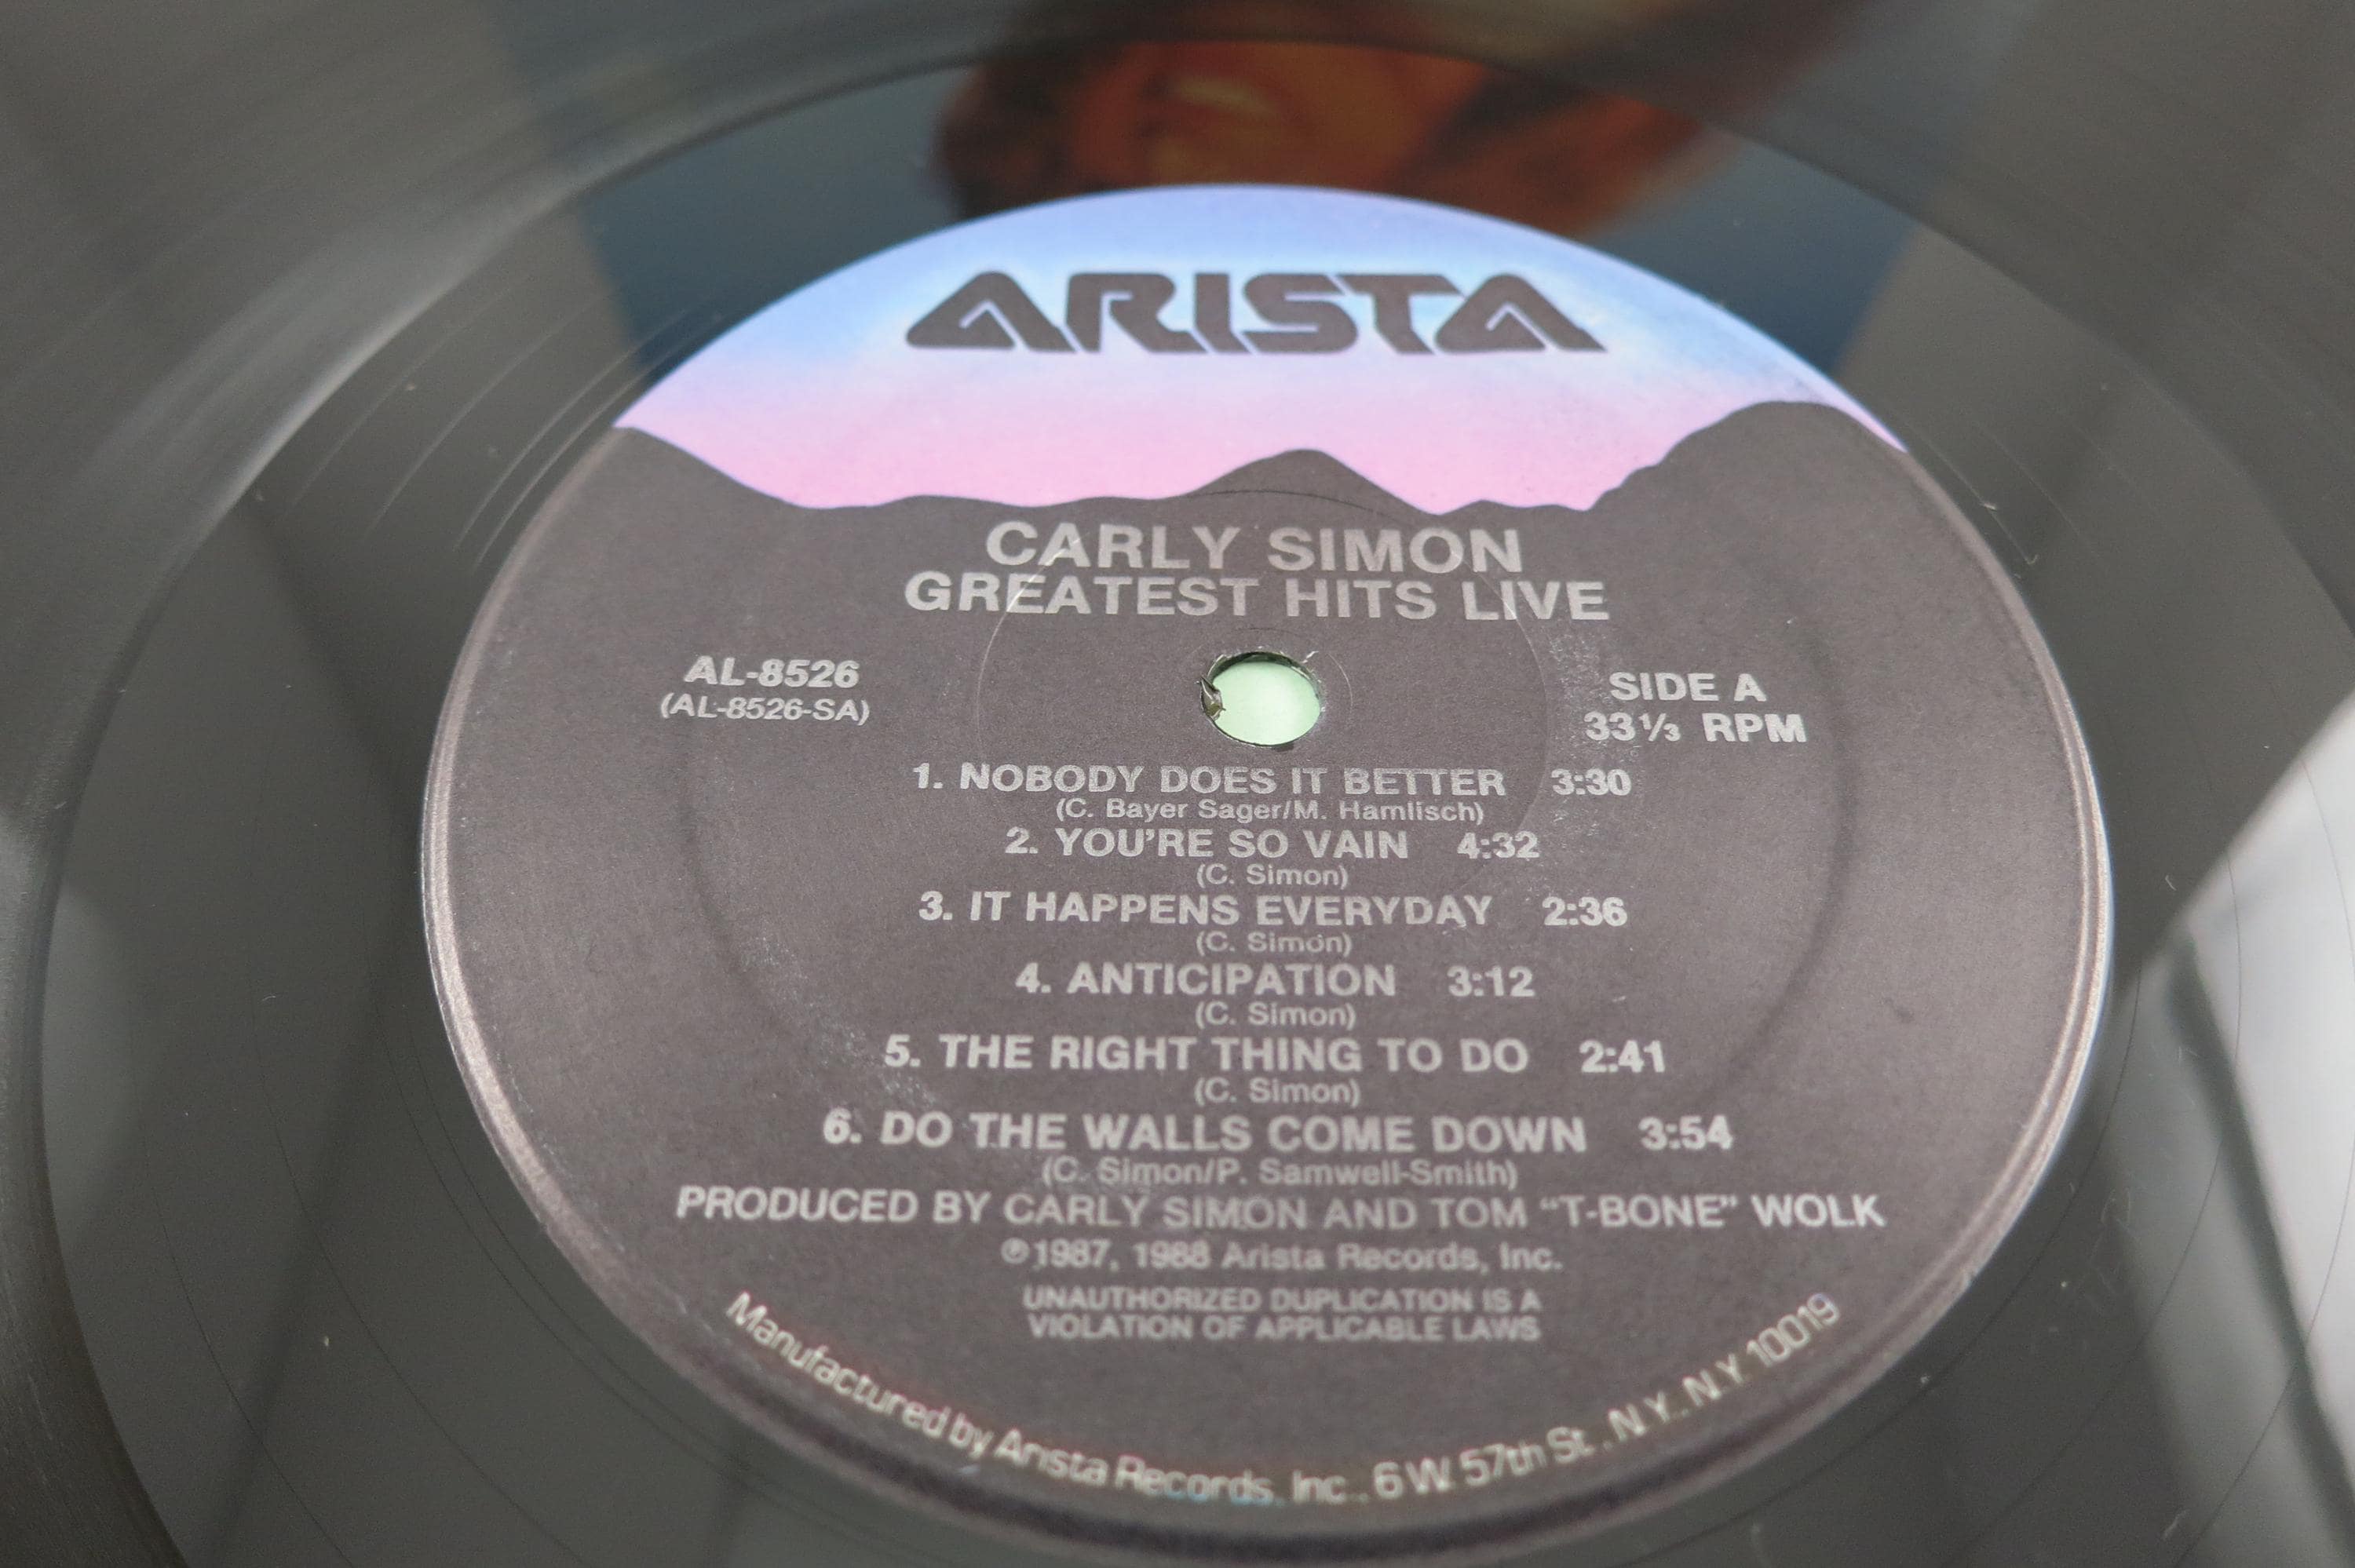 ARISTA
CARLY SIMON
GREATEST HITS LIVE
AL-8526
(AL-8526-SA)
SIDE A
33 1/3 RPM
1. NOBODY DOES IT BETTER 3:30
(C. Bayer Sager/M. Hamlisch)
2. YOU'RE SO VAIN 4:32
(C. Simon)
3. IT HAPPENS EVERYDAY 2:36
(C. Simon)
4. ANTICIPATION 3:12
(C. Simon)
5. THE RIGHT THING TO DO 2:41
(C. Simon)
6. DO THE WALLS COME DOWN 3:54
(C. Simon/P. Samwell-Smith)
PRODUCED BY CARLY SIMON AND TOM “T-BONE” WOLK
℗1987, 1988 Arista Records, Inc.
UNAUTHORIZED DUPLICATION IS A
VIOLATION OF APPLICABLE LAWS
Manufactured by Arista Records, Inc., 6 W. 57th St., N.Y., N.Y. 10019